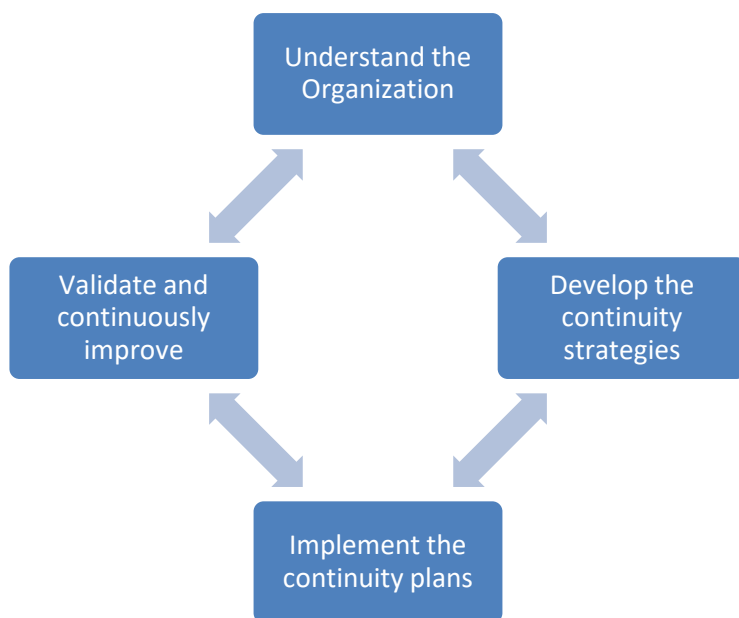 Understand the
Organization
Validate and
continuously
improve
Develop the
continuity
strategies
Implement the
continuity plans